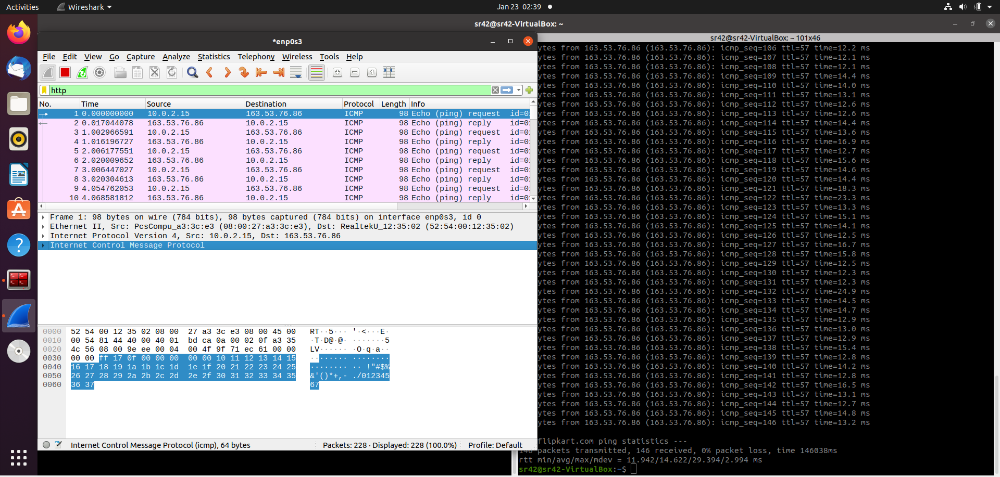 Activities
Wireshark
Jan 23 02:39
sr42@sr42-VirtualBox: ~
*enp0s3
File Edit View Go Capture Analyze Statistics Telephony Wireless Tools Help
http
No. Time Source Destination Protocol Length Info
1 0.000000000 10.0.2.15 163.53.76.86 ICMP 98 Echo (ping) request id=0
2 0.017044078 163.53.76.86 10.0.2.15 ICMP 98 Echo (ping) reply id=0
3 1.002966591 10.0.2.15 163.53.76.86 ICMP 98 Echo (ping) request id=0
4 1.016196727 163.53.76.86 10.0.2.15 ICMP 98 Echo (ping) reply id=0
5 2.006177551 10.0.2.15 163.53.76.86 ICMP 98 Echo (ping) request id=0
6 2.020009652 163.53.76.86 10.0.2.15 ICMP 98 Echo (ping) reply id=0
7 3.006447027 10.0.2.15 163.53.76.86 ICMP 98 Echo (ping) request id=0
8 3.020304613 163.53.76.86 10.0.2.15 ICMP 98 Echo (ping) reply id=0
9 4.054762053 10.0.2.15 163.53.76.86 ICMP 98 Echo (ping) request id=0
10 4.068581812 163.53.76.86 10.0.2.15 ICMP 98 Echo (ping) reply id=0
Frame 1: 98 bytes on wire (784 bits), 98 bytes captured (784 bits) on interface enp0s3, id 0
Ethernet II, Src: PcsCompu_a3:3c:e3 (08:00:27:a3:3c:e3), Dst: RealtekU_12:35:02 (52:54:00:12:35:02)
Internet Protocol Version 4, Src: 10.0.2.15, Dst: 163.53.76.86
Internet Control Message Protocol
0000 52 54 00 12 35 02 08 00 27 a3 3c e3 08 00 45 00 RT··5··· '·<···E·
0010 00 54 81 44 40 00 40 01 bd ca 0a 00 02 0f a3 35 ·T·D@·@· ·······5
0020 4c 56 08 00 9e ee 00 04 00 4f 9f 71 ec 61 00 00 LV······ ·O·q·a··
0030 00 00 ff 17 0f 00 00 00 00 00 10 11 12 13 14 15 ········ ········
0040 16 17 18 19 1a 1b 1c 1d 1e 1f 20 21 22 23 24 25 ········ ·· !"#$%
0050 26 27 28 29 2a 2b 2c 2d 2e 2f 30 31 32 33 34 35 &'()*+,- ./012345
0060 36 37 67
Internet Control Message Protocol (icmp), 64 bytes
Packets: 228 · Displayed: 228 (100.0%)
Profile: Default
sr42@sr42-VirtualBox: ~ 101x46
ytes from 163.53.76.86 (163.53.76.86): icmp_seq=106 ttl=57 time=12.2 ms
ytes from 163.53.76.86 (163.53.76.86): icmp_seq=107 ttl=57 time=12.1 ms
ytes from 163.53.76.86 (163.53.76.86): icmp_seq=108 ttl=57 time=12.1 ms
ytes from 163.53.76.86 (163.53.76.86): icmp_seq=109 ttl=57 time=14.4 ms
ytes from 163.53.76.86 (163.53.76.86): icmp_seq=110 ttl=57 time=14.0 ms
ytes from 163.53.76.86 (163.53.76.86): icmp_seq=111 ttl=57 time=13.1 ms
ytes from 163.53.76.86 (163.53.76.86): icmp_seq=112 ttl=57 time=12.6 ms
ytes from 163.53.76.86 (163.53.76.86): icmp_seq=113 ttl=57 time=12.6 ms
ytes from 163.53.76.86 (163.53.76.86): icmp_seq=114 ttl=57 time=14.4 ms
ytes from 163.53.76.86 (163.53.76.86): icmp_seq=115 ttl=57 time=13.6 ms
ytes from 163.53.76.86 (163.53.76.86): icmp_seq=116 ttl=57 time=16.9 ms
ytes from 163.53.76.86 (163.53.76.86): icmp_seq=117 ttl=57 time=12.7 ms
ytes from 163.53.76.86 (163.53.76.86): icmp_seq=118 ttl=57 time=15.6 ms
ytes from 163.53.76.86 (163.53.76.86): icmp_seq=119 ttl=57 time=14.6 ms
ytes from 163.53.76.86 (163.53.76.86): icmp_seq=120 ttl=57 time=14.4 ms
ytes from 163.53.76.86 (163.53.76.86): icmp_seq=121 ttl=57 time=18.3 ms
ytes from 163.53.76.86 (163.53.76.86): icmp_seq=122 ttl=57 time=23.3 ms
ytes from 163.53.76.86 (163.53.76.86): icmp_seq=123 ttl=57 time=13.3 ms
ytes from 163.53.76.86 (163.53.76.86): icmp_seq=124 ttl=57 time=15.1 ms
ytes from 163.53.76.86 (163.53.76.86): icmp_seq=125 ttl=57 time=14.1 ms
ytes from 163.53.76.86 (163.53.76.86): icmp_seq=126 ttl=57 time=12.5 ms
ytes from 163.53.76.86 (163.53.76.86): icmp_seq=127 ttl=57 time=16.7 ms
ytes from 163.53.76.86 (163.53.76.86): icmp_seq=128 ttl=57 time=15.8 ms
ytes from 163.53.76.86 (163.53.76.86): icmp_seq=129 ttl=57 time=12.5 ms
ytes from 163.53.76.86 (163.53.76.86): icmp_seq=130 ttl=57 time=12.3 ms
ytes from 163.53.76.86 (163.53.76.86): icmp_seq=131 ttl=57 time=12.3 ms
ytes from 163.53.76.86 (163.53.76.86): icmp_seq=132 ttl=57 time=24.9 ms
ytes from 163.53.76.86 (163.53.76.86): icmp_seq=133 ttl=57 time=14.5 ms
ytes from 163.53.76.86 (163.53.76.86): icmp_seq=134 ttl=57 time=14.7 ms
ytes from 163.53.76.86 (163.53.76.86): icmp_seq=135 ttl=57 time=12.9 ms
ytes from 163.53.76.86 (163.53.76.86): icmp_seq=136 ttl=57 time=13.0 ms
ytes from 163.53.76.86 (163.53.76.86): icmp_seq=137 ttl=57 time=12.9 ms
ytes from 163.53.76.86 (163.53.76.86): icmp_seq=138 ttl=57 time=15.4 ms
ytes from 163.53.76.86 (163.53.76.86): icmp_seq=139 ttl=57 time=12.8 ms
ytes from 163.53.76.86 (163.53.76.86): icmp_seq=140 ttl=57 time=14.2 ms
ytes from 163.53.76.86 (163.53.76.86): icmp_seq=141 ttl=57 time=12.8 ms
ytes from 163.53.76.86 (163.53.76.86): icmp_seq=142 ttl=57 time=16.5 ms
ytes from 163.53.76.86 (163.53.76.86): icmp_seq=143 ttl=57 time=13.1 ms
ytes from 163.53.76.86 (163.53.76.86): icmp_seq=144 ttl=57 time=12.7 ms
ytes from 163.53.76.86 (163.53.76.86): icmp_seq=145 ttl=57 time=14.8 ms
ytes from 163.53.76.86 (163.53.76.86): icmp_seq=146 ttl=57 time=13.2 ms
flipkart.com ping statistics ---
146 packets transmitted, 146 received, 0% packet loss, time 146038ms
rtt min/avg/max/mdev = 11.942/14.622/29.394/2.994 ms
sr42@sr42-VirtualBox:~$